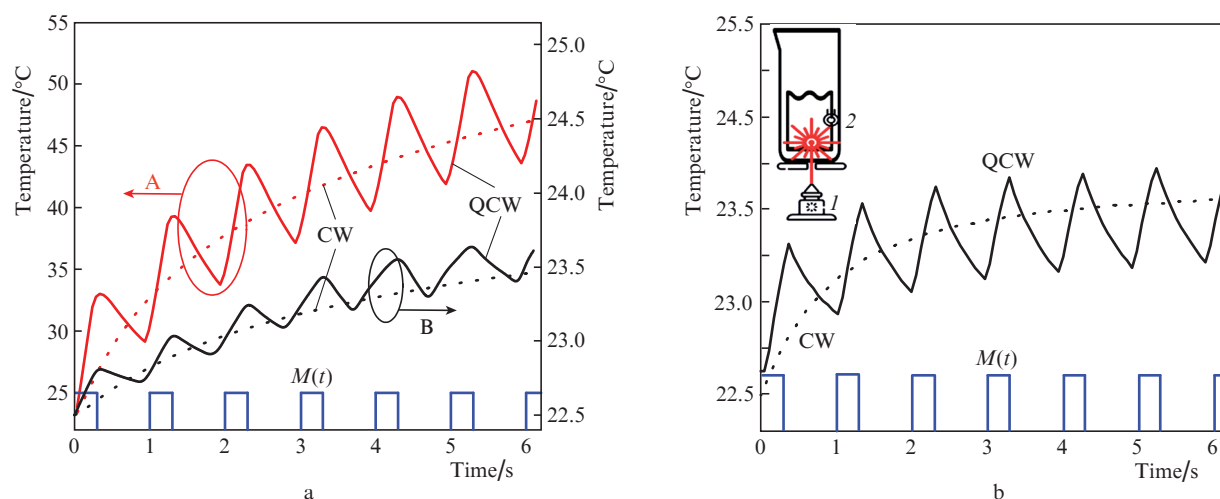 Temperature/°C
55
50
45
40
35
30
25
A
CW
QCW
B
M(t)
0 1 2 3 4 5 6
Time/s
25.0
24.5
24.0
23.5
23.0
22.5
Temperature/°C
a
Temperature/°C
25.5
24.5
23.5
23.0
22.5
2
1
QCW
CW
M(t)
0 1 2 3 4 5 6
Time/s
b